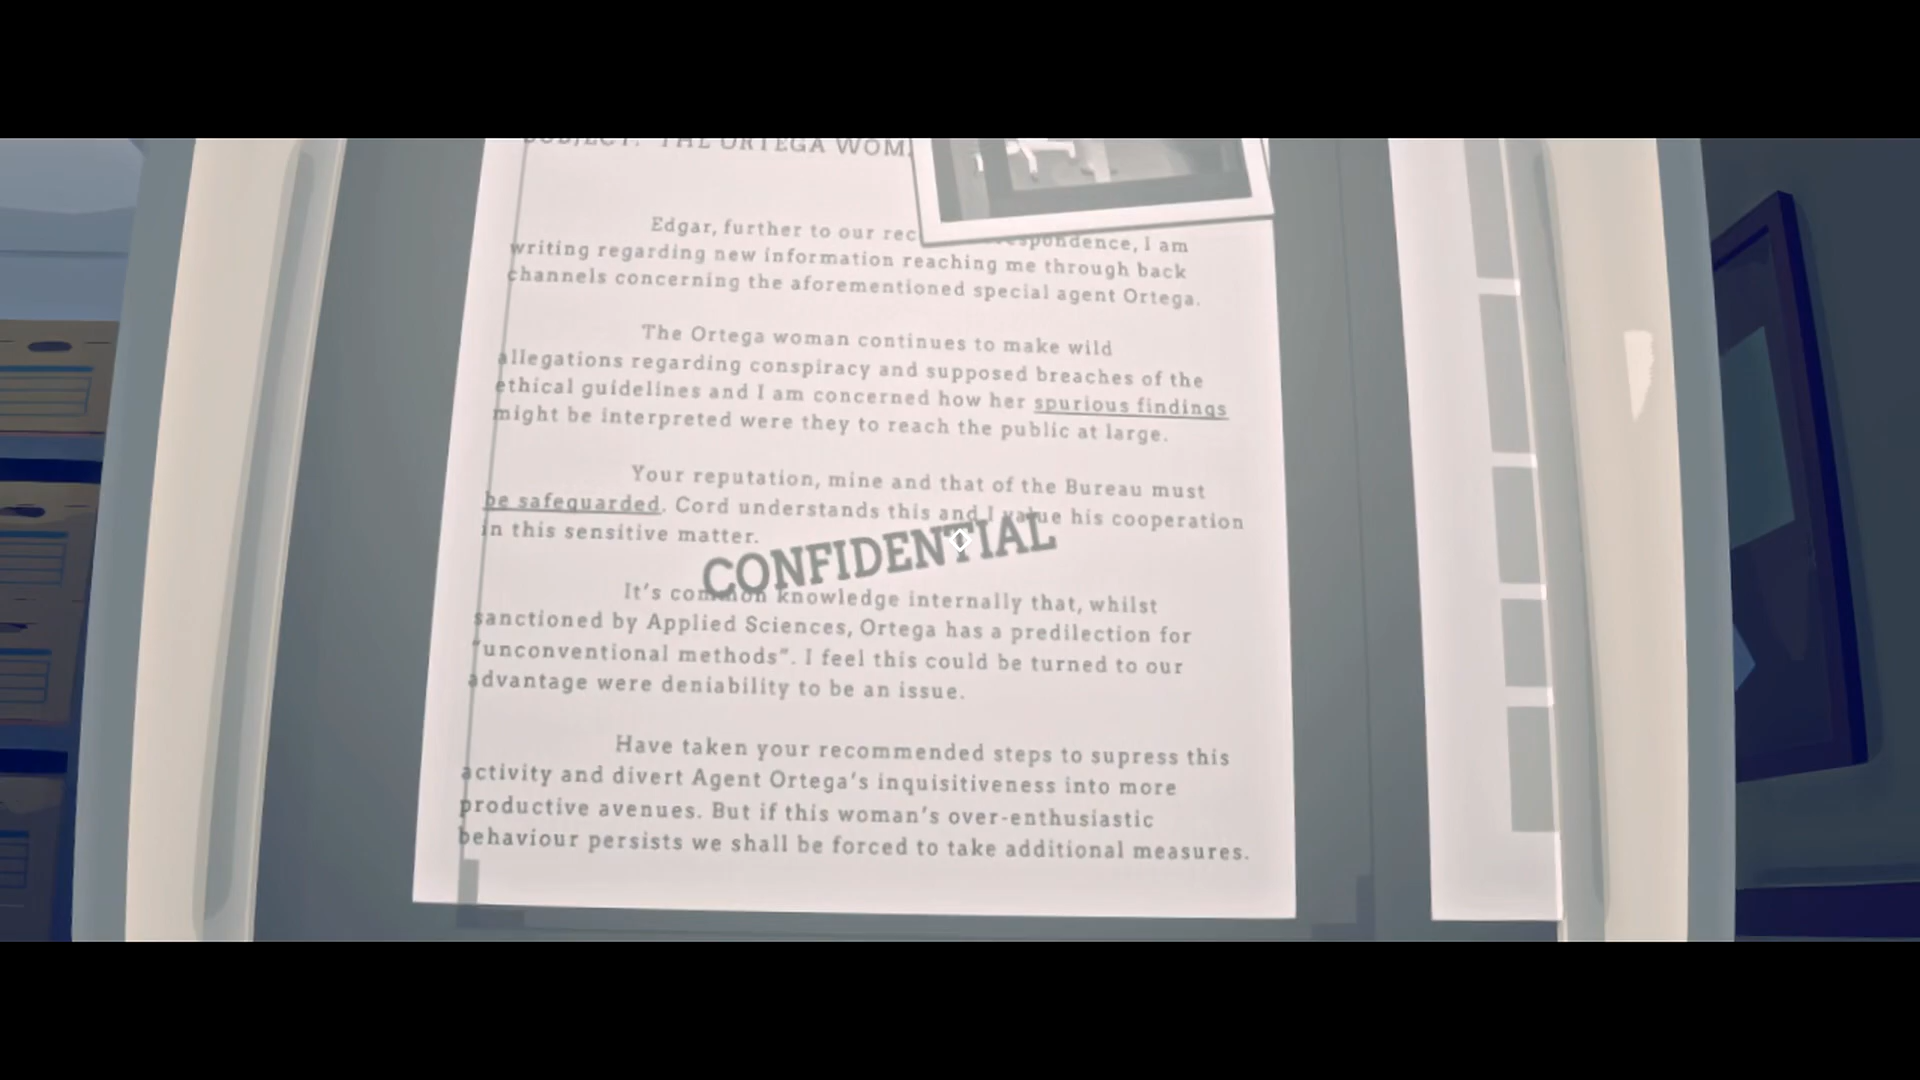 SUBJECT: THE ORTEGA
Edgar, further to our I am
writing regarding new information reaching me through back
channels concerning the aforementioned special agent Ortega.
The Ortega woman continues to make wild
allegations regarding conspiracy and supposed breaches of the
ethical guidelines and I am concerned how her spurious findings
might be interpreted were they to reach the public at large.
Your reputation, mine and that of the Bureau must
be safeguarded. Cord understands this and I value his cooperation
in this sensitive matter.
CONFIDENTIAL
It's common knowledge internally that, whilst
sanctioned by Applied Sciences, Ortega has a predilection for
"unconventional methods". I feel this could be turned to our
advantage were deniability to be an issue.
Have taken your recommended steps to supress this
activity and divert Agent Ortega's inquisitiveness into more
productive avenues. But if this woman's over-enthusiastic
behaviour persists we shall be forced to take additional measures.